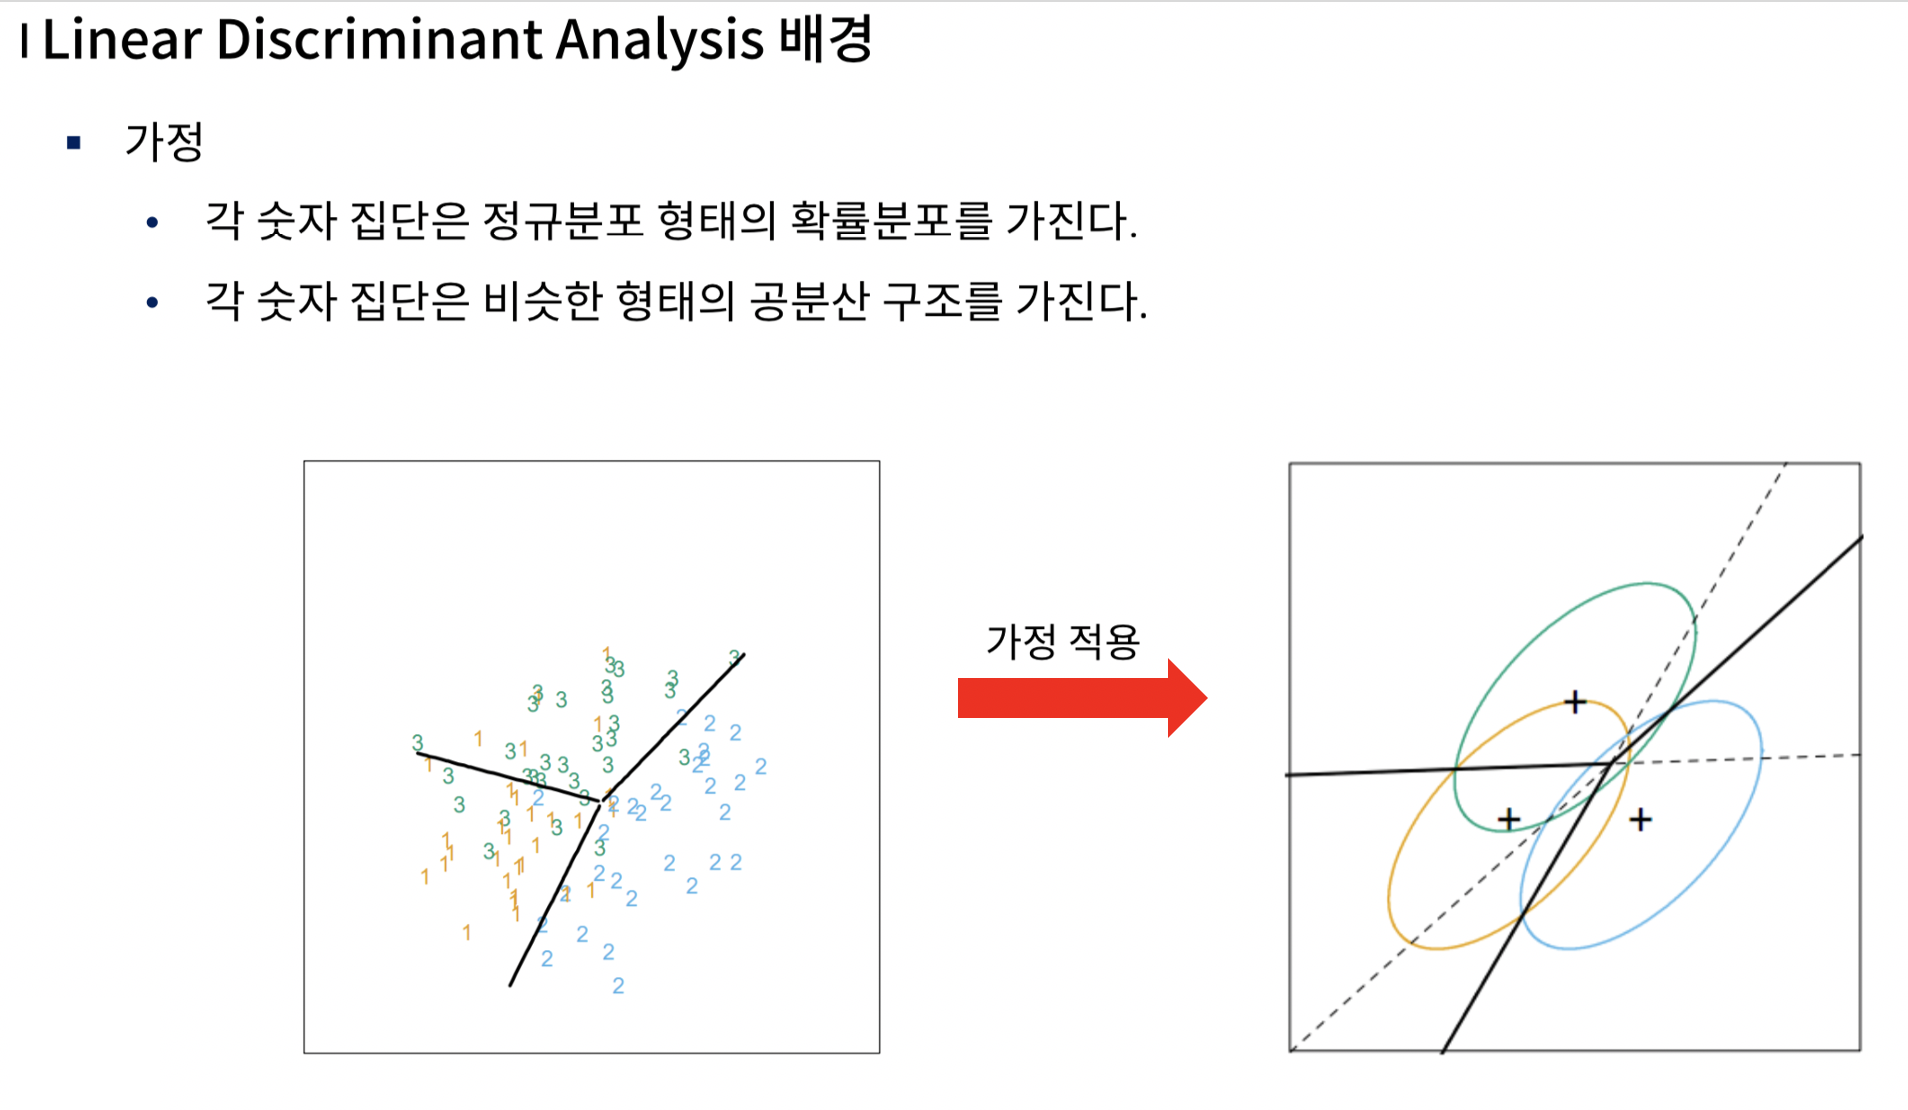 I Linear Discriminant Analysis 배경
▪ 가정
• 각 숫자 집단은 정규분포 형태의 확률분포를 가진다.
• 각 숫자 집단은 비슷한 형태의 공분산 구조를 가진다.
가정 적용